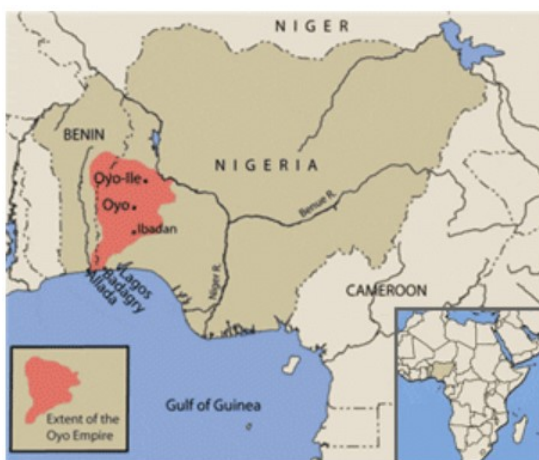 NIGER
BENIN
NIGERIA
Oyo-Ile
Oyo
Ibadan
Benue R.
Niger R.
Lagos
Badagry
Allada
CAMEROON
Gulf of Guinea
Extent of the
Oyo Empire